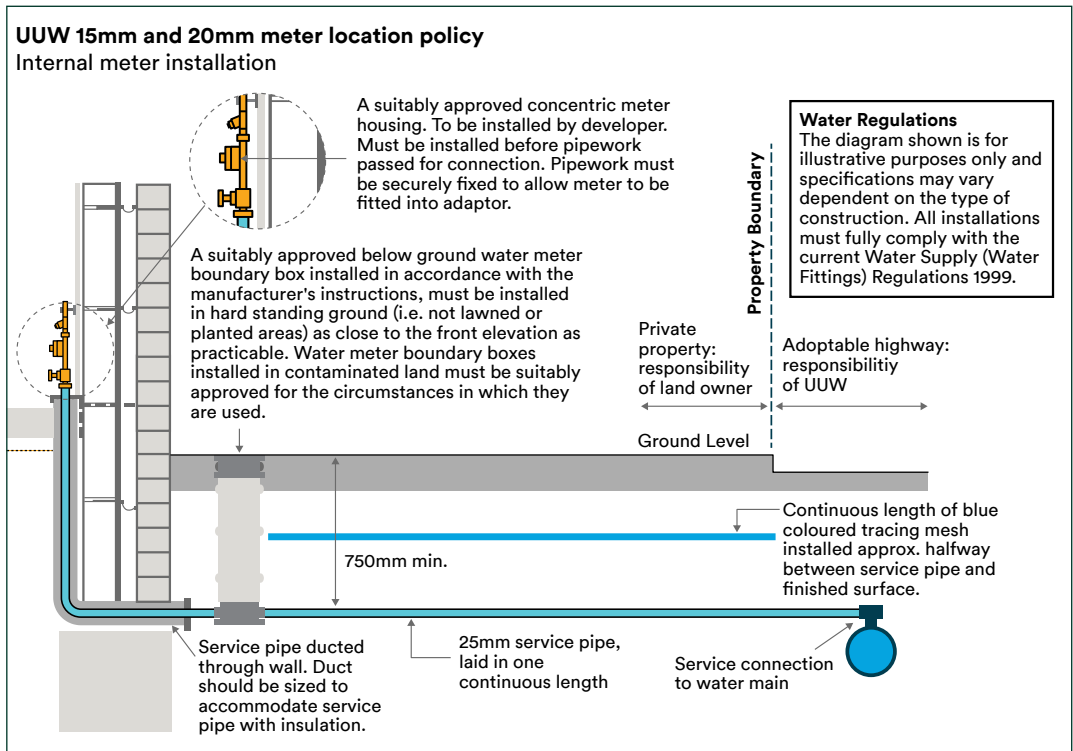 UUW 15mm and 20mm meter location policy
Internal meter installation
A suitably approved concentric meter
housing. To be installed by developer.
Must be installed before pipework
passed for connection. Pipework must
be securely fixed to allow meter to be
fitted into adaptor.
Property Boundary
Water Regulations
The diagram shown is for
illustrative purposes only and
specifications may vary
dependent on the type of
construction. All installations
must fully comply with the
current Water Supply (Water
Fittings) Regulations 1999.
A suitably approved below ground water meter
boundary box installed in accordance with the
manufacturer's instructions, must be installed
in hard standing ground (i.e. not lawned or
planted areas) as close to the front elevation as
practicable. Water meter boundary boxes
installed in contaminated land must be suitably
approved for the circumstances in which they
are used.
Private
property:
responsibility
of land owner
Adoptable highway:
responsibilitiy
of UUW
Ground Level
Continuous length of blue
coloured tracing mesh
installed approx. halfway
between service pipe and
finished surface.
750mm min.
Service pipe ducted
through wall. Duct
should be sized to
accommodate service
pipe with insulation.
25mm service pipe,
laid in one
continuous length
Service connection
to water main